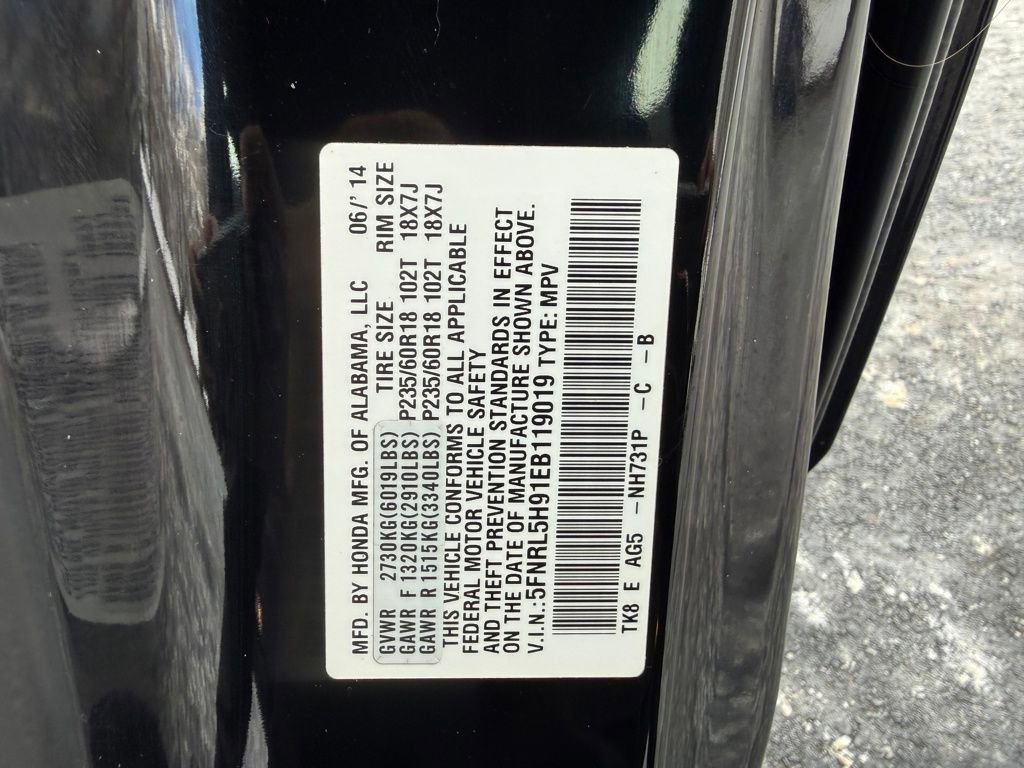 MFD. BY HONDA MFG. OF ALABAMA, LLC 06/' 14
TIRE SIZE RIM SIZE
GVWR 2730KG(6019LBS)
GAWR F 1320KG(2910LBS) P235/60R18 102T 18X7J
GAWR R 1515KG(3340LBS) P235/60R18 102T 18X7J
THIS VEHICLE CONFORMS TO ALL APPLICABLE
FEDERAL MOTOR VEHICLE SAFETY
AND THEFT PREVENTION STANDARDS IN EFFECT
ON THE DATE OF MANUFACTURE SHOWN ABOVE.
V.I.N.:5FNRL5H91EB119019 TYPE: MPV
TK8 E AG5 -NH731P -C -B